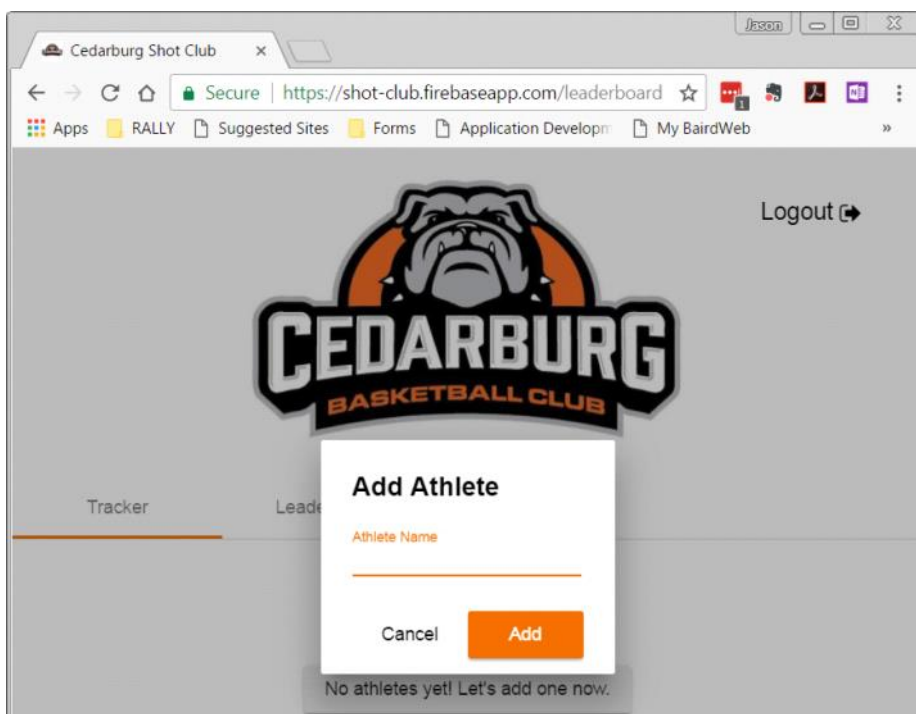 Jason
Cedarburg Shot Club
Secure | https://shot-club.firebaseapp.com/leaderboard
1
Apps RALLY Suggested Sites Forms Application Developm My BairdWeb »
Logout
CEDARBURG
BASKETBALL CLUB
Tracker Leade
Add Athlete
Athlete Name
Cancel Add
No athletes yet! Let's add one now.